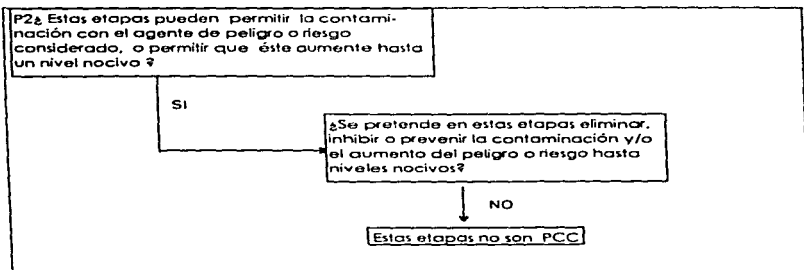 P2¿ Estas etapas pueden permitir la contami-
nación con el agente de peligro o riesgo
considerado, o permitir que éste aumente hasta
un nivel nocivo ?
SI
¿Se pretende en estas etapas eliminar,
inhibir o prevenir la contaminación y/o
el aumento del peligro o riesgo hasta
niveles nocivos?
NO
Estas etapas no son PCC